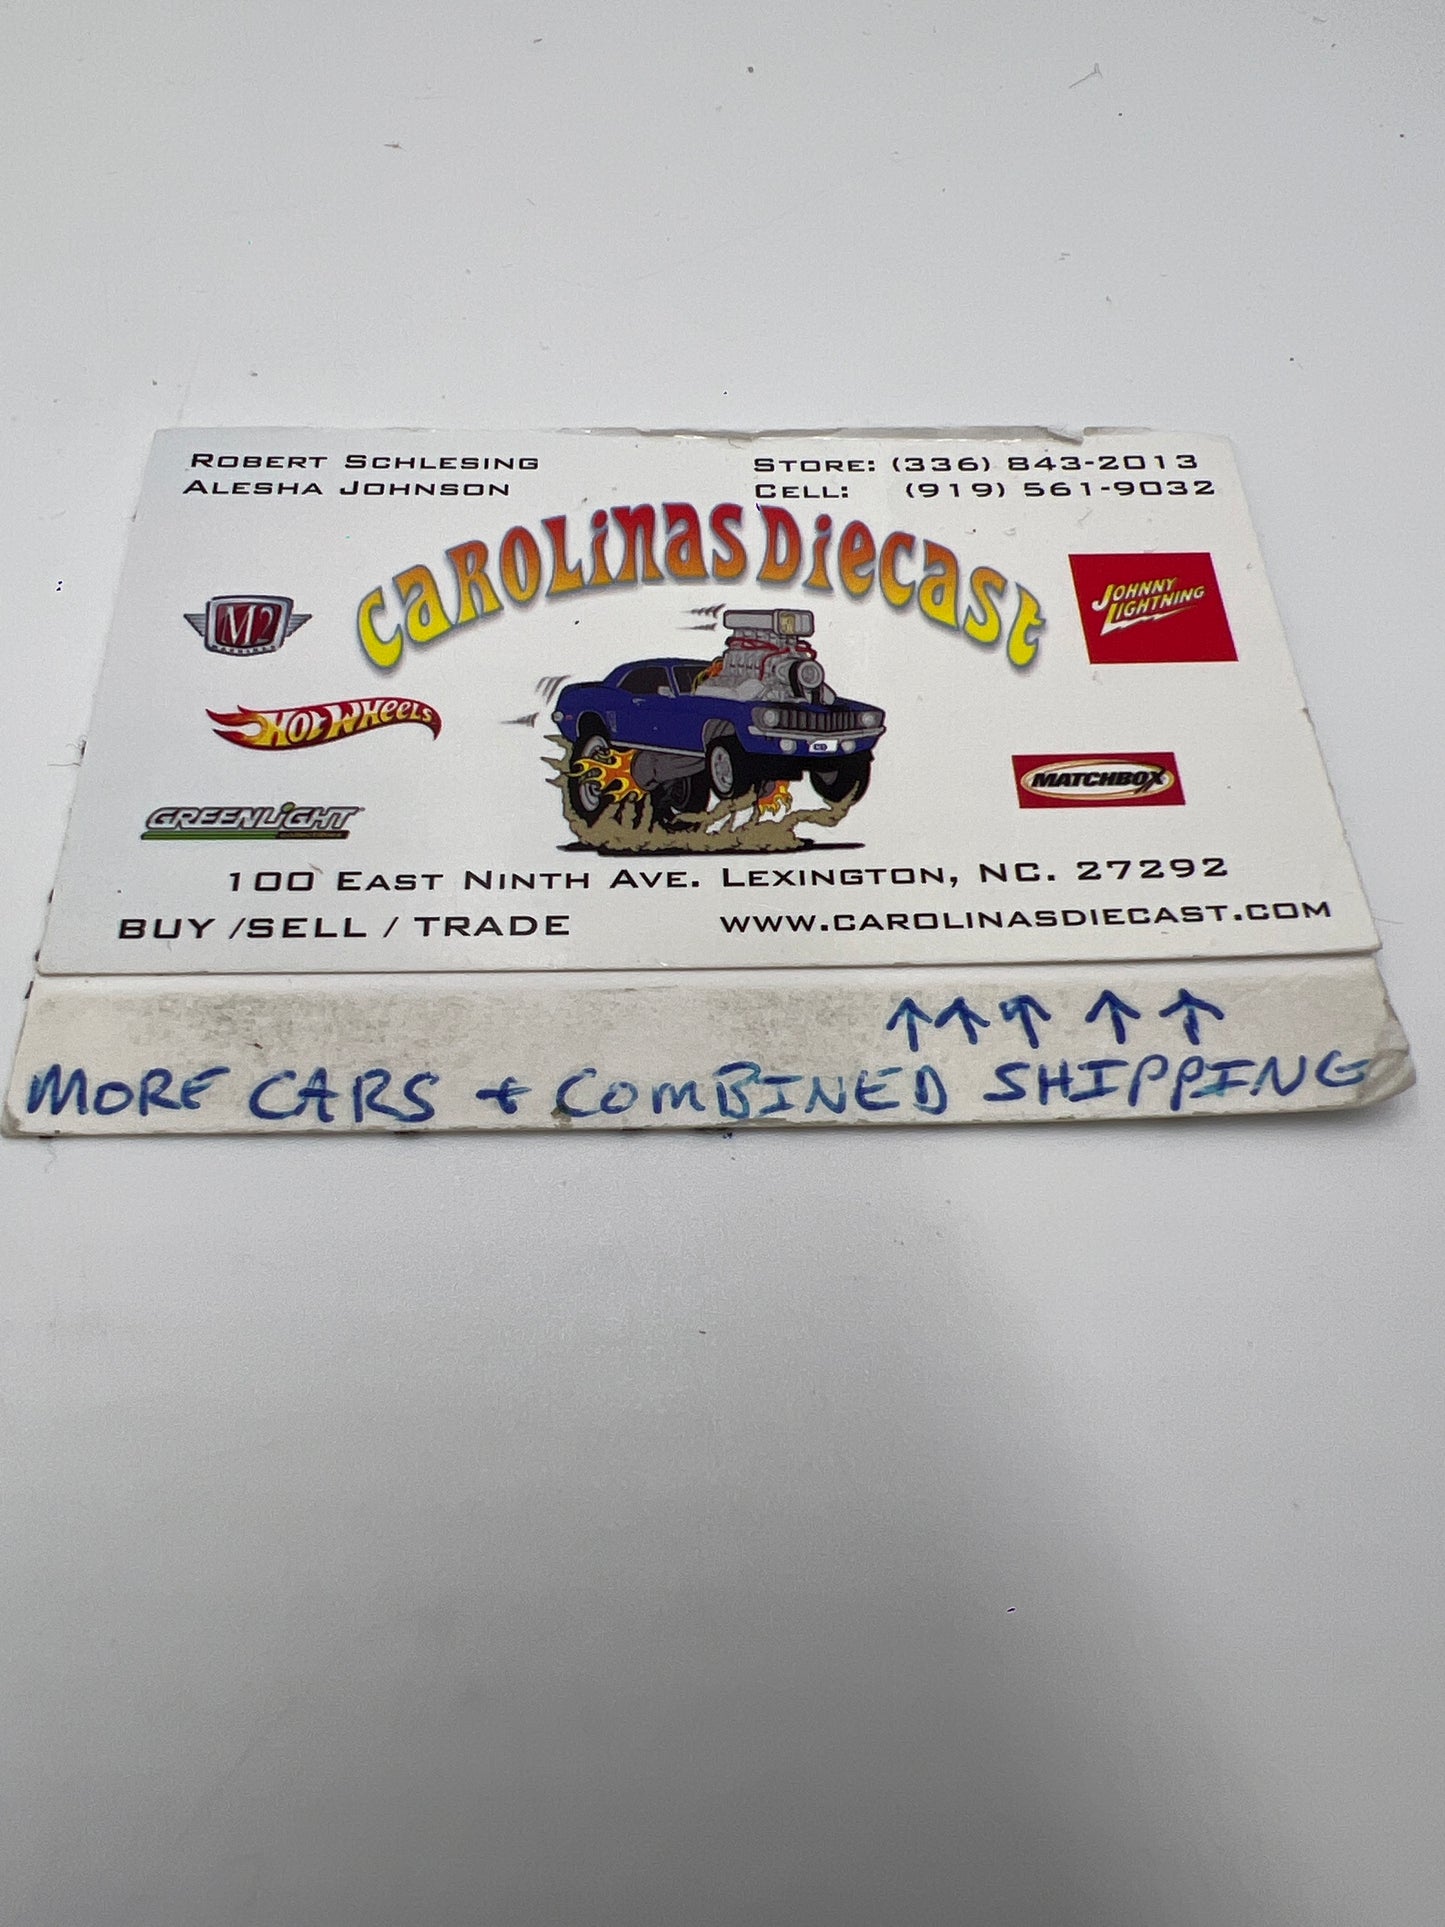 ROBERT SCHLESING
ALESHA JOHNSON
STORE: (336) 843-2013
CELL: (919) 561-9032
CAROLINAS DIECAST
M2
MACHINES
JOHNNY
LIGHTNING
HOT WHEELS
MATCHBOX
GREENLIGHT
100 EAST NINTH AVE. LEXINGTON, NC. 27292
BUY /SELL / TRADE
WWW.CAROLINASDIECAST.COM
↑ ↑ ↑ ↑ ↑
MORE CARS + COMBINED SHIPPING